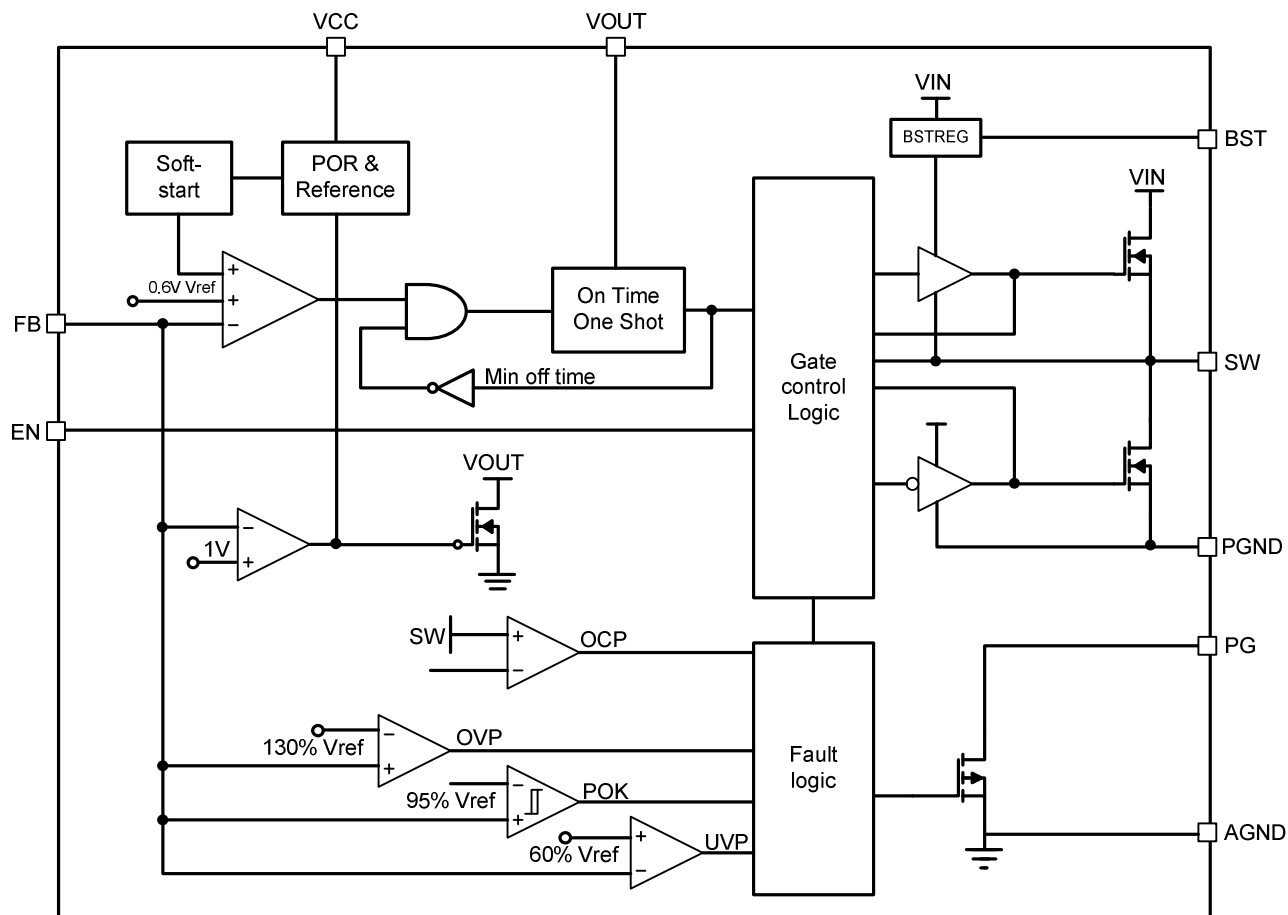 VCC
VOUT
VIN
BSTREG
BST
Soft-
start
POR &
Reference
VIN
+
0.6V Vref
+
−
FB
On Time
One Shot
Min off time
Gate
control
Logic
SW
EN
VOUT
−
1V
+
PGND
SW
+
−
OCP
PG
−
130% Vref
+
OVP
Fault
logic
−
95% Vref
+
POK
+
60% Vref
−
UVP
AGND